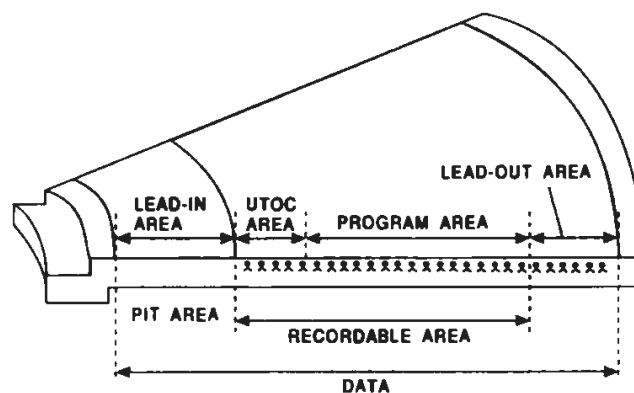 LEAD-OUT AREA
LEAD-IN
AREA
UTOC
AREA
PROGRAM AREA
PIT AREA
RECORDABLE AREA
DATA